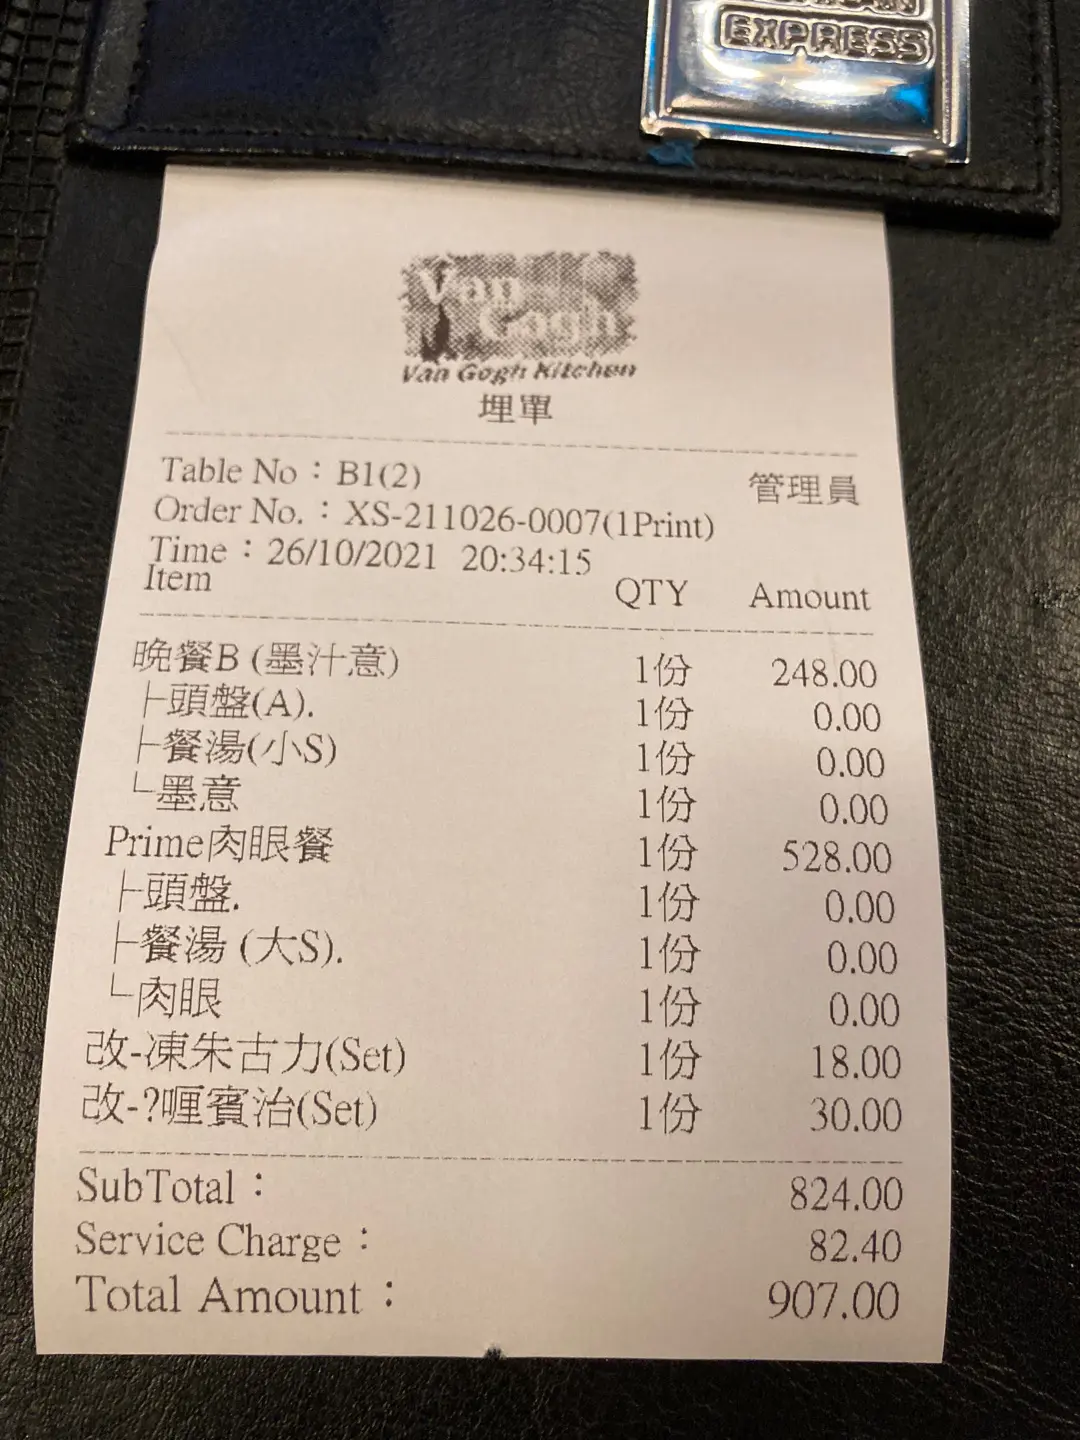 EXPRESS
Van
Gogh
Van Gogh Kitchen
埋單
Table No：B1(2) 管理員
Order No.：XS-211026-0007(1Print)
Time：26/10/2021 20:34:15
Item QTY Amount
晚餐B (墨汁意) 1份 248.00
├頭盤(A). 1份 0.00
├餐湯(小S) 1份 0.00
└墨意 1份 0.00
Prime肉眼餐 1份 528.00
├頭盤. 1份 0.00
├餐湯 (大S). 1份 0.00
└肉眼 1份 0.00
改-凍朱古力(Set) 1份 18.00
改-?喱賓治(Set) 1份 30.00
SubTotal： 824.00
Service Charge： 82.40
Total Amount： 907.00